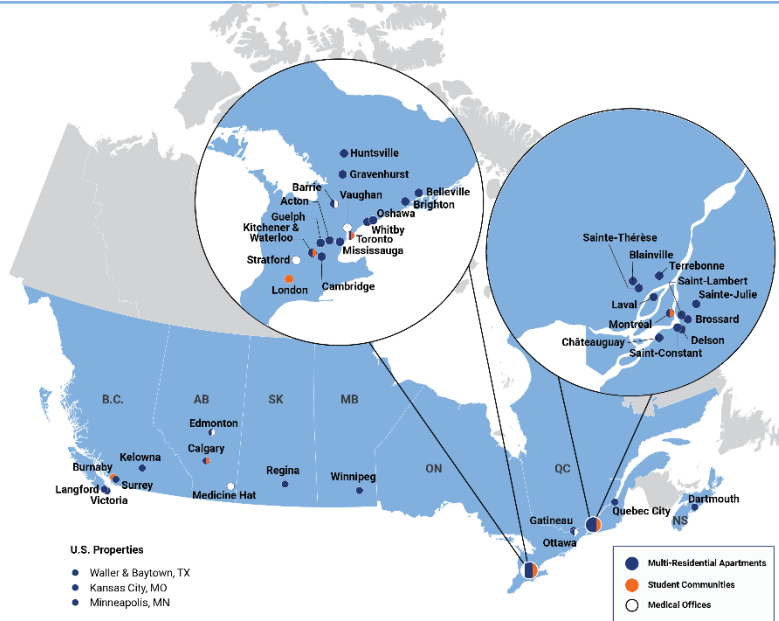 Huntsville
Gravenhurst
Barrie
Vaughan
Belleville
Acton
Brighton
Guelph
Oshawa
Kitchener &
Waterloo
Whitby
Toronto
Mississauga
Stratford
London
Cambridge
Sainte-Thérèse
Blainville
Terrebonne
Saint-Lambert
Sainte-Julie
Laval
Montréal
Brossard
Châteauguay
Delson
Saint-Constant
B.C.
AB
SK
MB
ON
QC
NS
Edmonton
Calgary
Kelowna
Burnaby
Surrey
Langford
Victoria
Medicine Hat
Regina
Winnipeg
Gatineau
Ottawa
Quebec City
Dartmouth
U.S. Properties
Waller & Baytown, TX
Kansas City, MO
Minneapolis, MN
Multi-Residential Apartments
Student Communities
Medical Offices